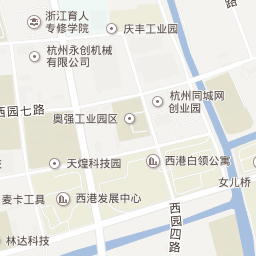 浙江育人
专修学院
庆丰工业园
杭州永创机械
有限公司
杭州同城网
创业园
西园七路
奥强工业园区
天煌科技园
西港白领公寓
女儿桥
麦卡工具
西港发展中心
西园四路
林达科技